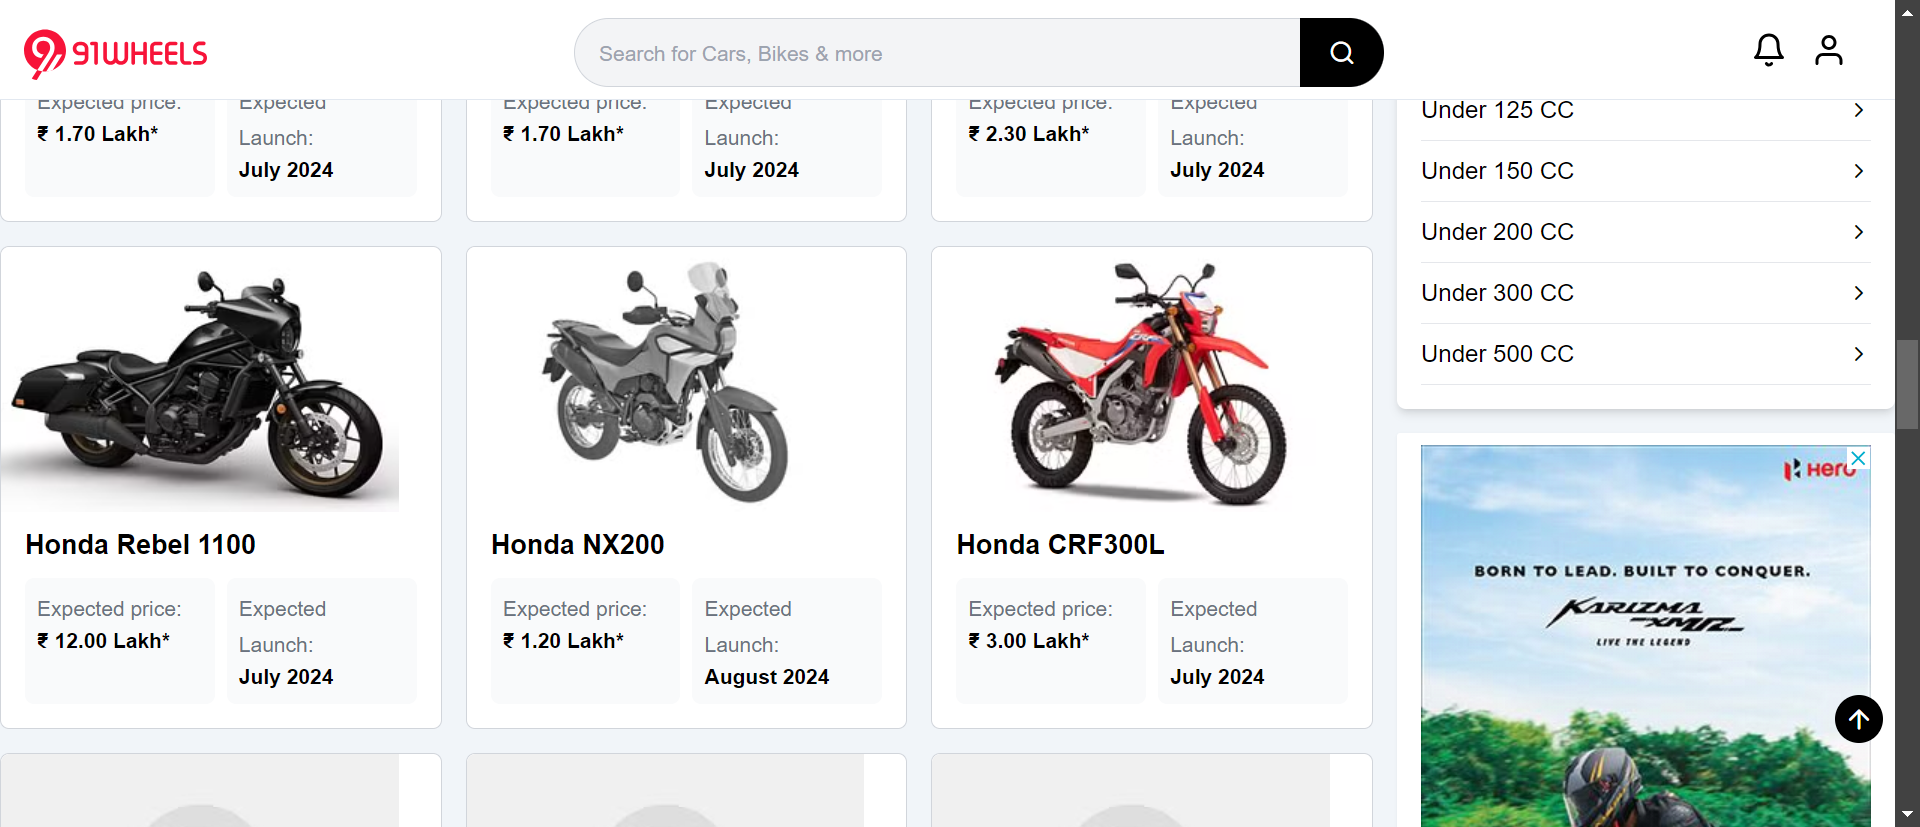 91WHEELS
Search for Cars, Bikes & more
Expected price:
₹ 1.70 Lakh*
Expected
Launch:
July 2024
Expected price:
₹ 1.70 Lakh*
Expected
Launch:
July 2024
Expected price:
₹ 2.30 Lakh*
Expected
Launch:
July 2024
Honda Rebel 1100
Expected price:
₹ 12.00 Lakh*
Expected
Launch:
July 2024
Honda NX200
Expected price:
₹ 1.20 Lakh*
Expected
Launch:
August 2024
CRF
Honda CRF300L
Expected price:
₹ 3.00 Lakh*
Expected
Launch:
July 2024
Under 125 CC
Under 150 CC
Under 200 CC
Under 300 CC
Under 500 CC
Hero
BORN TO LEAD. BUILT TO CONQUER.
KARIZMA
XMR
LIVE THE LEGEND